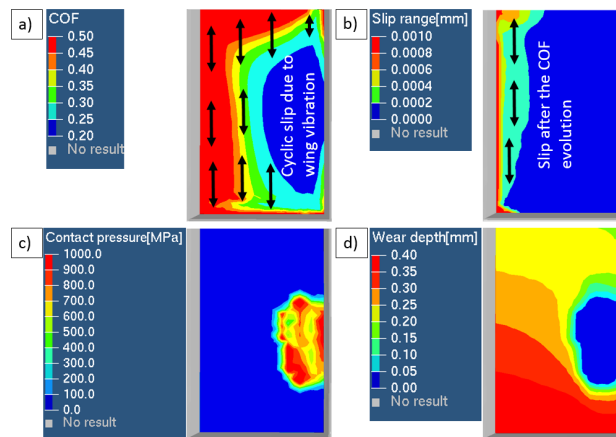 a)
COF
0.50
0.45
0.40
0.35
0.30
0.25
0.20
No result
Cyclic slip due to
wing vibration
b)
Slip range[mm]
0.0010
0.0008
0.0006
0.0004
0.0002
0.0000
No result
Slip after the COF
evolution
c)
Contact pressure[MPa]
1000.0
900.0
800.0
700.0
600.0
500.0
400.0
300.0
200.0
100.0
0.0
No result
d)
Wear depth[mm]
0.40
0.35
0.30
0.25
0.20
0.15
0.10
0.05
0.00
No result